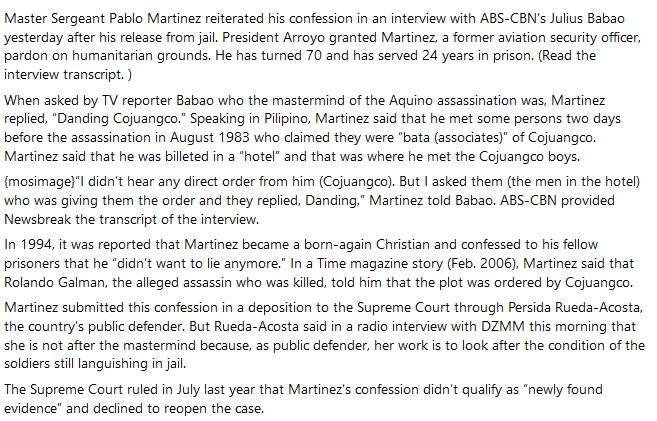 Master Sergeant Pablo Martinez reiterated his confession in an interview with ABS-CBN's Julius Babao
yesterday after his release from jail. President Arroyo granted Martinez, a former aviation security officer,
pardon on humanitarian grounds. He has turned 70 and has served 24 years in prison. (Read the
interview transcript. )
When asked by TV reporter Babao who the mastermind of the Aquino assassination was, Martinez
replied, “Danding Cojuangco.” Speaking in Pilipino, Martinez said that he met some persons two days
before the assassination in August 1983 who claimed they were “bata (associates)” of Cojuangco.
Martinez said that he was billeted in a “hotel” and that was where he met the Cojuangco boys.
{mosimage}“I didn't hear any direct order from him (Cojuangco). But I asked them (the men in the hotel)
who was giving them the order and they replied, Danding,” Martinez told Babao. ABS-CBN provided
Newsbreak the transcript of the interview.
In 1994, it was reported that Martinez became a born-again Christian and confessed to his fellow
prisoners that he “didn't want to lie anymore.” In a Time magazine story (Feb. 2006), Martinez said that
Rolando Galman, the alleged assassin who was killed, told him that the plot was ordered by Cojuangco.
Martinez submitted this confession in a deposition to the Supreme Court through Persida Rueda-Acosta,
the country's public defender. But Rueda-Acosta said in a radio interview with DZMM this morning that
she is not after the mastermind because, as public defender, her work is to look after the condition of the
soldiers still languishing in jail.
The Supreme Court ruled in July last year that Martinez's confession didn't qualify as “newly found
evidence” and declined to reopen the case.